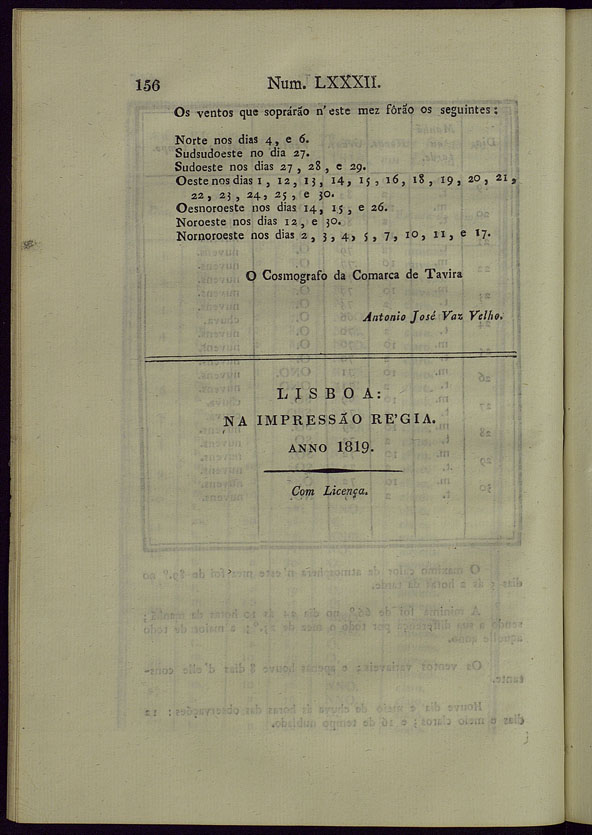 156 Num. LXXXII.
Os ventos que soprárão n'este mez fôrão os seguintes:
Norte nos dias 4, e 6.
Sudsudoeste no dia 27.
Sudoeste nos dias 27, 28, e 29.
Oeste nos dias 1, 12, 13, 14, 15, 16, 18, 19, 20, 21,
22, 23, 24, 25, e 30.
Oesnoroeste nos dias 14, 15, e 26.
Noroeste nos dias 12, e 30.
Nornoroeste nos dias 2, 3, 4, 5, 7, 10, 11, e 17.
O Cosmografo da Comarca de Tavira
Antonio José Vaz Velho.
LISBOA:
NA IMPRESSÃO RE'GIA.
ANNO 1819.
Com Licença.